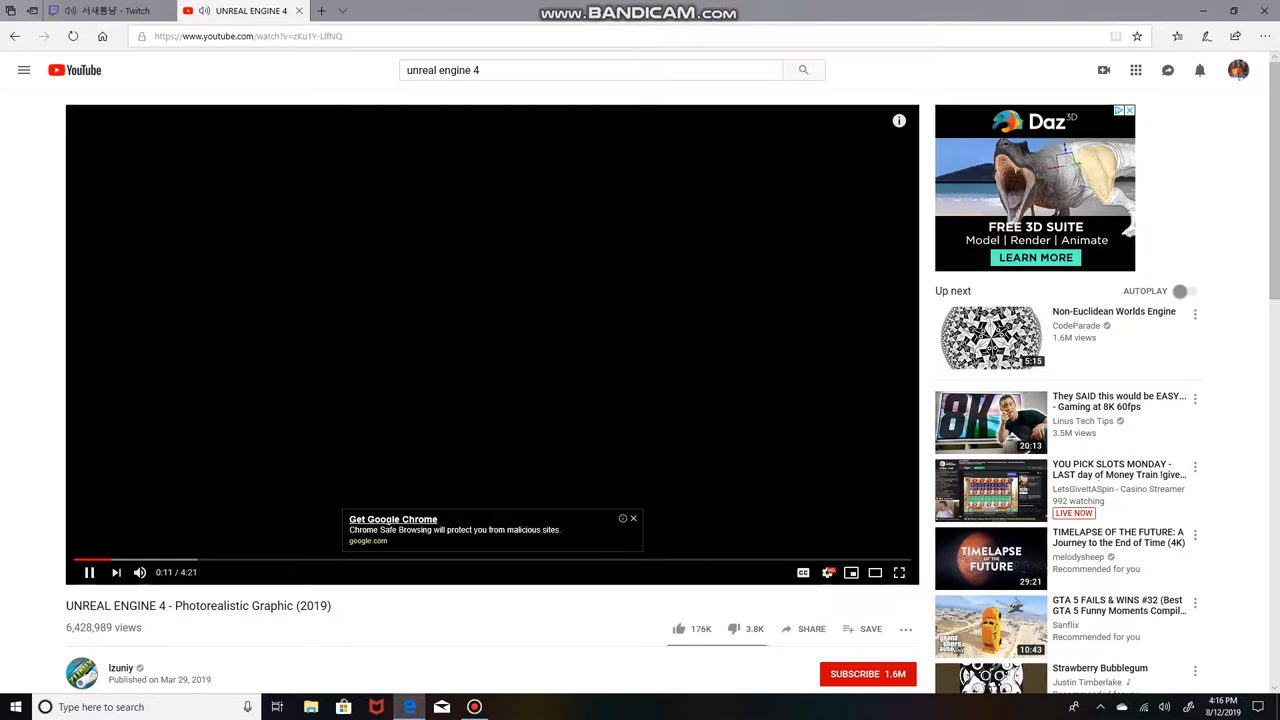 www.BANDICAM.com
서새봄냥 - Twitch
UNREAL ENGINE 4
https://www.youtube.com/watch?v=zKu1Y-LlfNQ
YouTube
unreal engine 4
Daz 3D
FREE 3D SUITE
Model | Render | Animate
LEARN MORE
Up next
AUTOPLAY
Non-Euclidean Worlds Engine
CodeParade
1.6M views
5:15
They SAID this would be EASY...
- Gaming at 8K 60fps
Linus Tech Tips
3.5M views
8K
20:13
YOU PICK SLOTS MONDAY -
LAST day of Money Train !give...
LetsGiveItASpin - Casino Streamer
992 watching
LIVE NOW
TIMELAPSE OF THE FUTURE: A
Journey to the End of Time (4K)
melodysheep
Recommended for you
TIMELAPSE
OF THE
FUTURE
29:21
GTA 5 FAILS & WINS #32 (Best
GTA 5 Funny Moments Compil...
Sanflix
Recommended for you
10:43
Strawberry Bubblegum
Justin Timberlake
Get Google Chrome
Chrome Safe Browsing will protect you from malicious sites.
google.com
0:11 / 4:21
CC
HD
UNREAL ENGINE 4 - Photorealistic Graphic (2019)
6,428,989 views
176K
3.8K
SHARE
SAVE
Izuniy
Published on Mar 29, 2019
SUBSCRIBE 1.6M
Type here to search
4:16 PM
8/12/2019